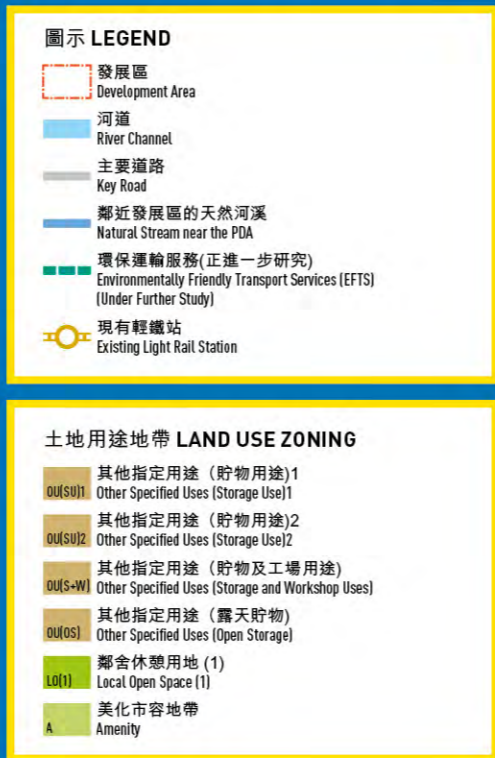 圖示 LEGEND
發展區
Development Area
河道
River Channel
主要道路
Key Road
鄰近發展區的天然河溪
Natural Stream near the PDA
環保運輸服務(正進一步研究)
Environmentally Friendly Transport Services (EFTS)
(Under Further Study)
現有輕鐵站
Existing Light Rail Station
土地用途地帶 LAND USE ZONING
其他指定用途（貯物用途)1
OU(SU)1 Other Specified Uses (Storage Use)1
其他指定用途（貯物用途)2
OU(SU)2 Other Specified Uses (Storage Use)2
其他指定用途（貯物及工場用途)
OU(S+W) Other Specified Uses (Storage and Workshop Uses)
其他指定用途（露天貯物)
OU(OS) Other Specified Uses (Open Storage)
鄰舍休憩用地 (1)
LO(1) Local Open Space (1)
美化市容地帶
A Amenity